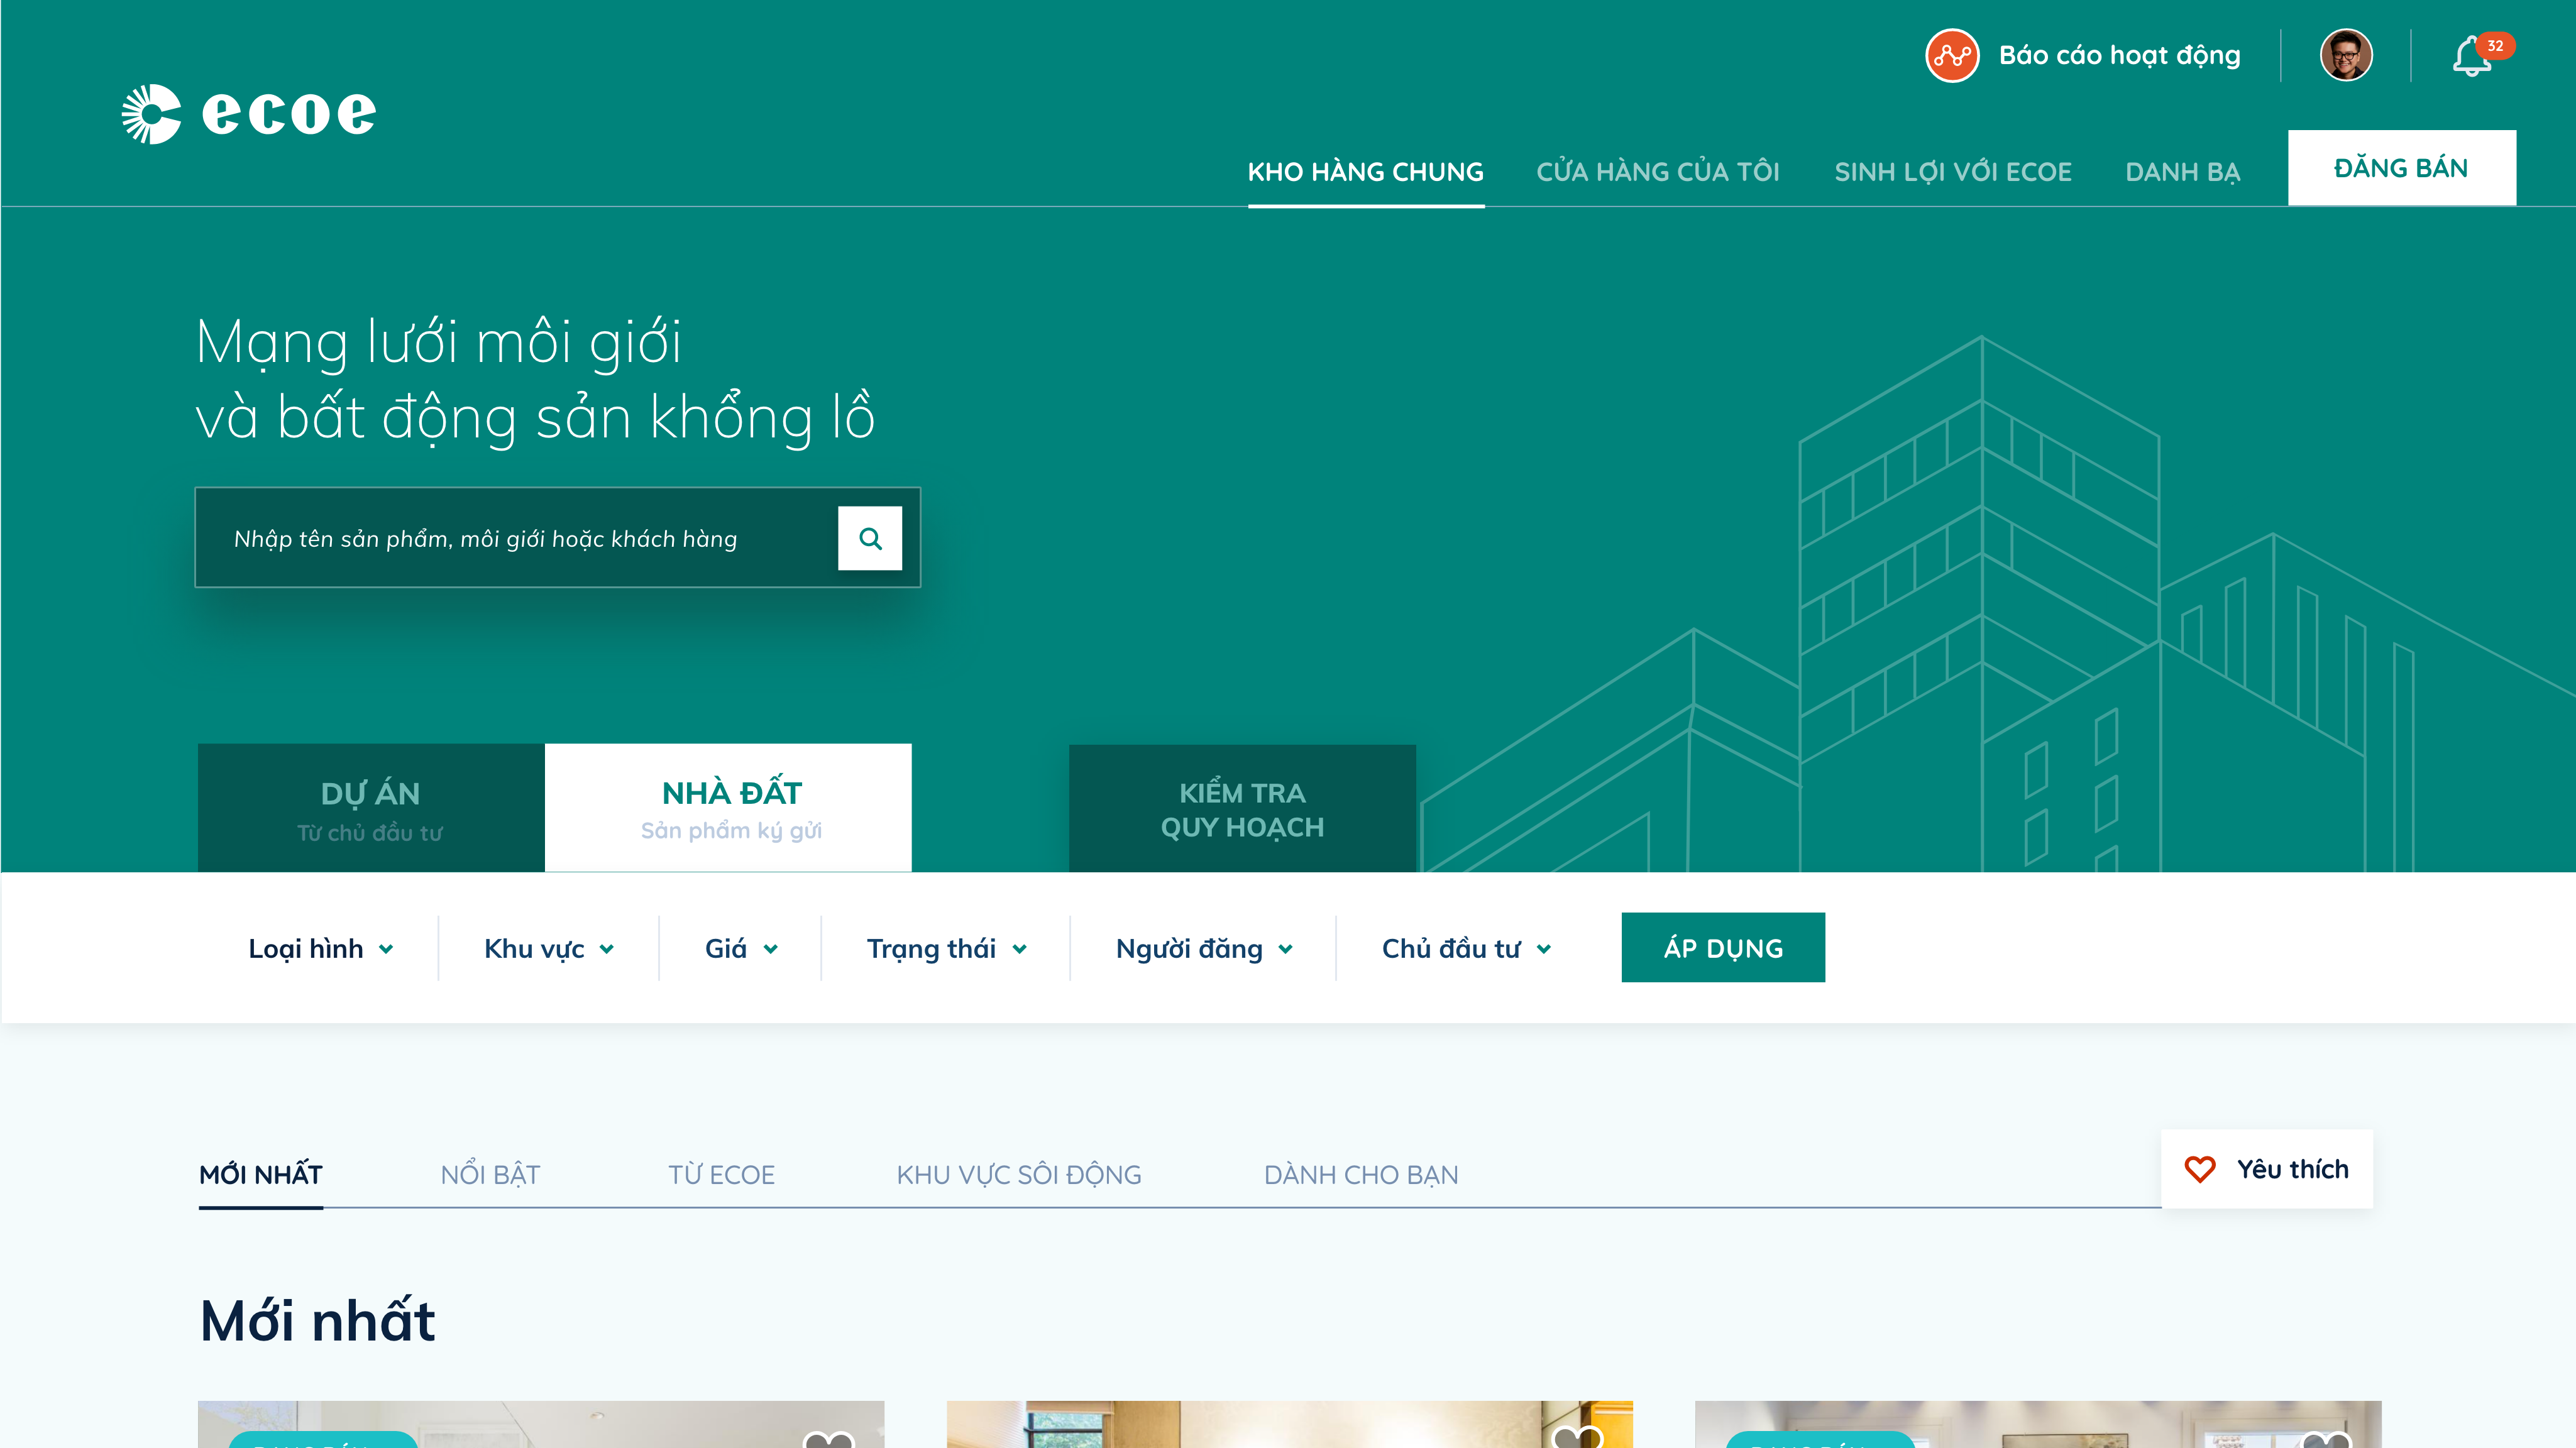 Báo cáo hoạt động
32
ecoe
KHO HÀNG CHUNG
CỬA HÀNG CỦA TÔI
SINH LỢI VỚI ECOE
DANH BẠ
ĐĂNG BÁN
Mạng lưới môi giới
và bất động sản khổng lồ
Nhập tên sản phẩm, môi giới hoặc khách hàng
DỰ ÁN
Từ chủ đầu tư
NHÀ ĐẤT
Sản phẩm ký gửi
KIỂM TRA
QUY HOẠCH
Loại hình
Khu vực
Giá
Trạng thái
Người đăng
Chủ đầu tư
ÁP DỤNG
MỚI NHẤT
NỔI BẬT
TỪ ECOE
KHU VỰC SÔI ĐỘNG
DÀNH CHO BẠN
Yêu thích
Mới nhất